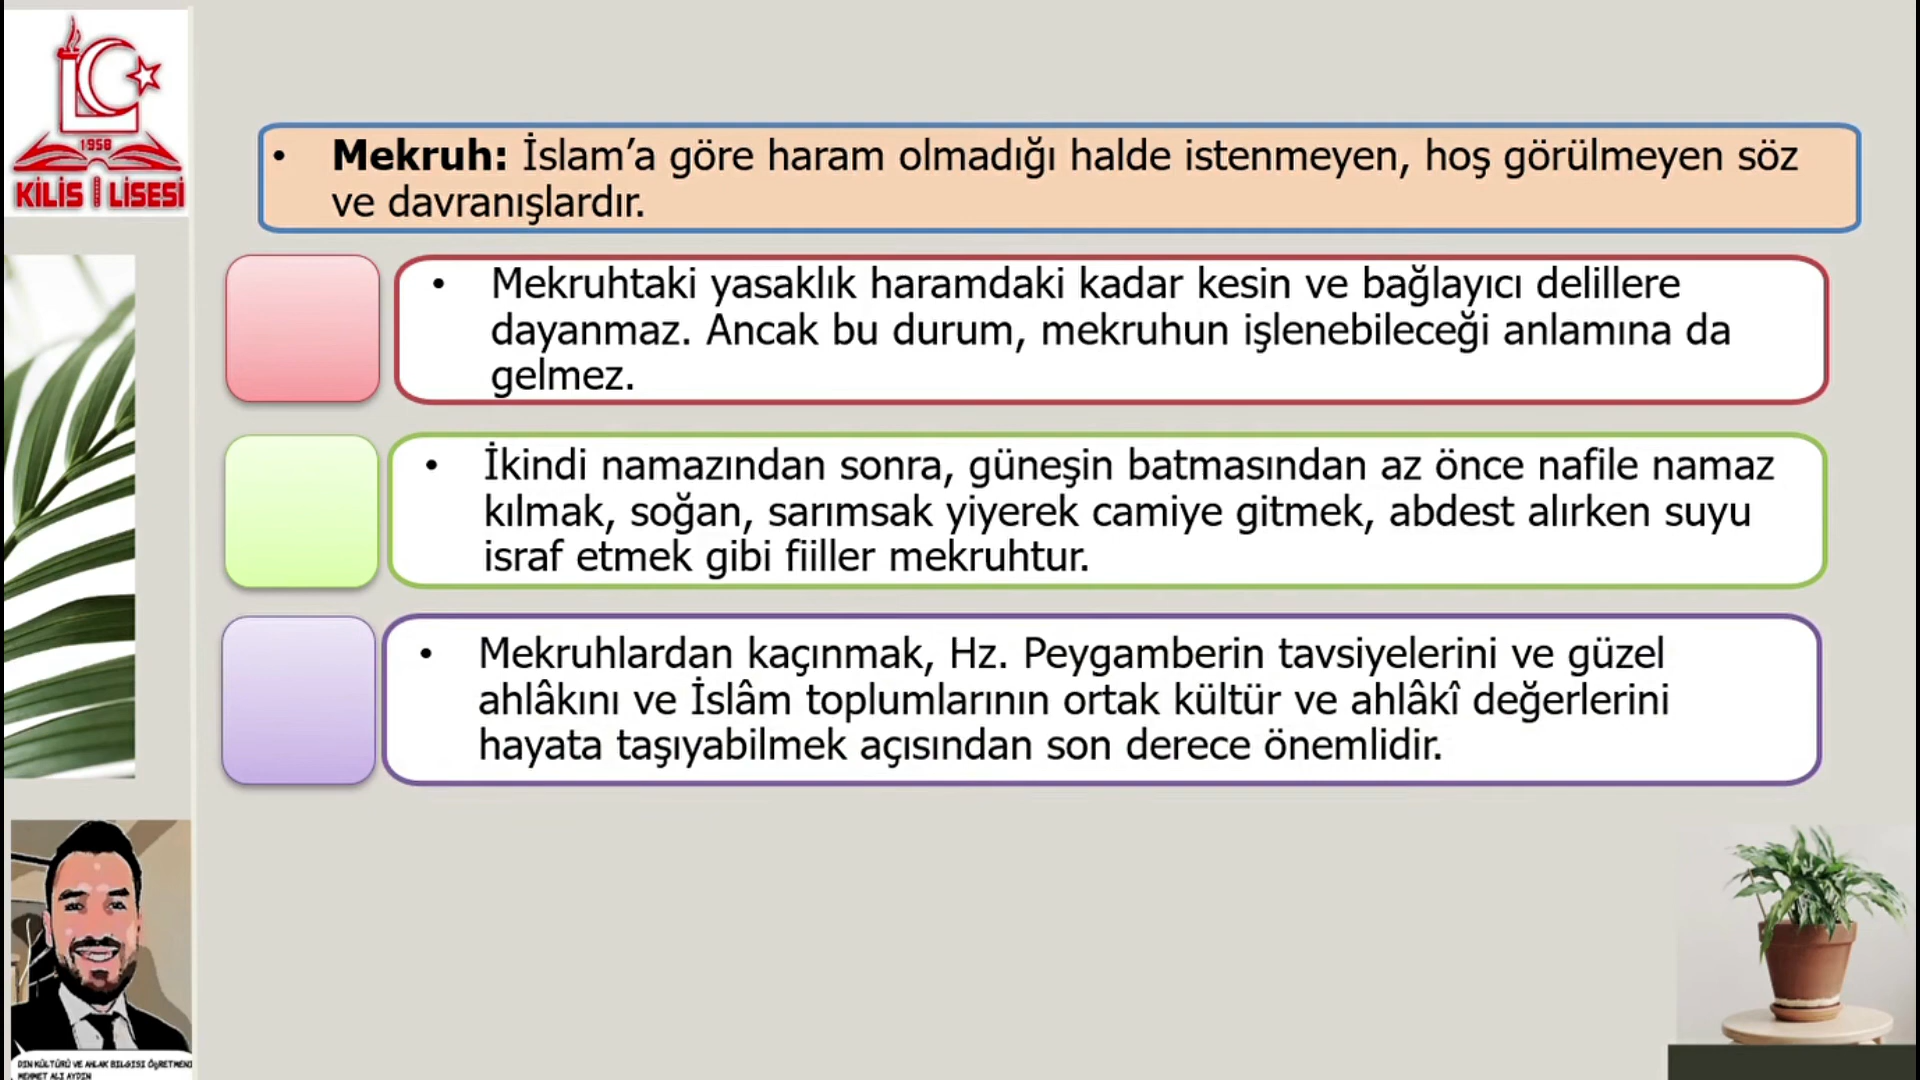 1958
KİLİS LİSESİ
• Mekruh: İslam’a göre haram olmadığı halde istenmeyen, hoş görülmeyen söz
ve davranışlardır.
• Mekruhtaki yasaklık haramdaki kadar kesin ve bağlayıcı delillere
dayanmaz. Ancak bu durum, mekruhun işlenebileceği anlamına da
gelmez.
• İkindi namazından sonra, güneşin batmasından az önce nafile namaz
kılmak, soğan, sarımsak yiyerek camiye gitmek, abdest alırken suyu
israf etmek gibi fiiller mekruhtur.
• Mekruhlardan kaçınmak, Hz. Peygamberin tavsiyelerini ve güzel
ahlâkını ve İslâm toplumlarının ortak kültür ve ahlâkî değerlerini
hayata taşıyabilmek açısından son derece önemlidir.
DİN KÜLTÜRÜ VE AHLAK BİLGİSİ ÖğRETMENİ
MEHMET ALİ AYDIN